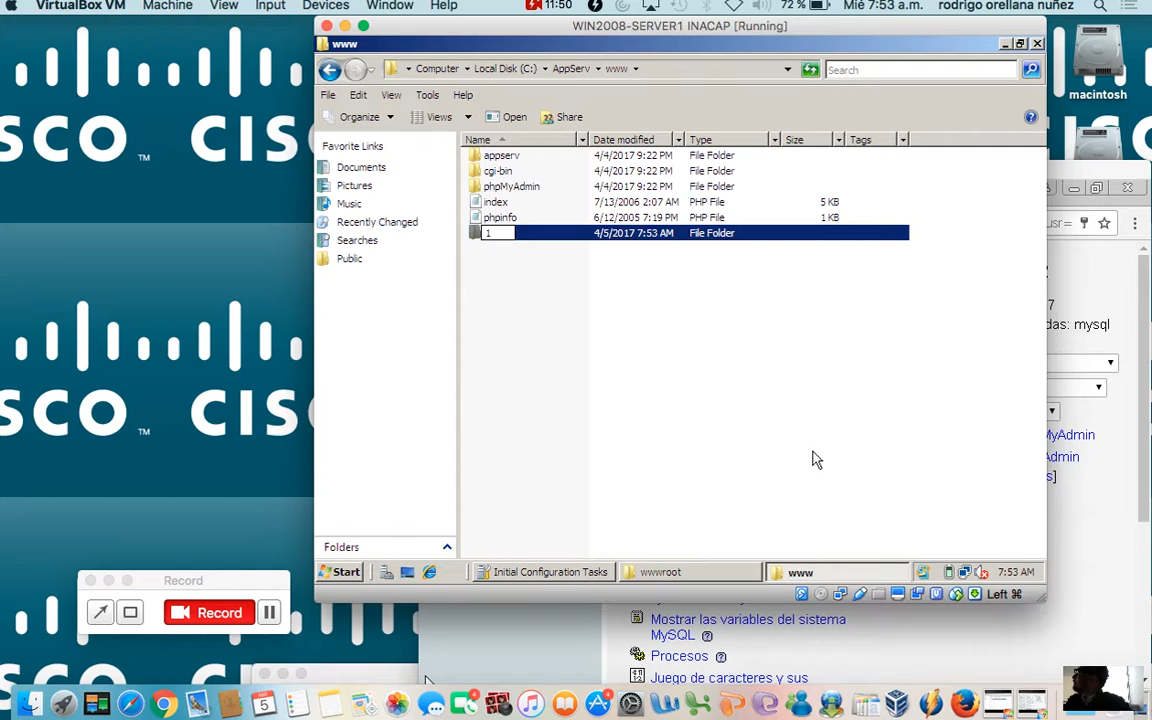 VirtualBox VM Machine View Input Devices Window Help 11:50 72 % Mié 7:53 a.m. rodrigo orellana nuñez
WIN2008-SERVER1 INACAP [Running]
www
Computer Local Disk (C:) AppServ www Search
File Edit View Tools Help
Organize Views Open Share
Favorite Links
Documents
Pictures
Music
Recently Changed
Searches
Public
Folders
Name Date modified Type Size Tags
appserv 4/4/2017 9:22 PM File Folder
cgi-bin 4/4/2017 9:22 PM File Folder
phpMyAdmin 4/4/2017 9:22 PM File Folder
index 7/13/2006 2:07 AM PHP File 5 KB
phpinfo 6/12/2005 7:19 PM PHP File 1 KB
1 4/5/2017 7:53 AM File Folder
Start Initial Configuration Tasks wwwroot www 7:53 AM
Left ⌘
macintosh
CISCO CISCO
ISCO CISCO
usr=
7
das: mysql
MyAdmin
Admin
s]
Record
Record
Mostrar las variables del sistema
MySQL
Procesos
Juego de caracteres y sus